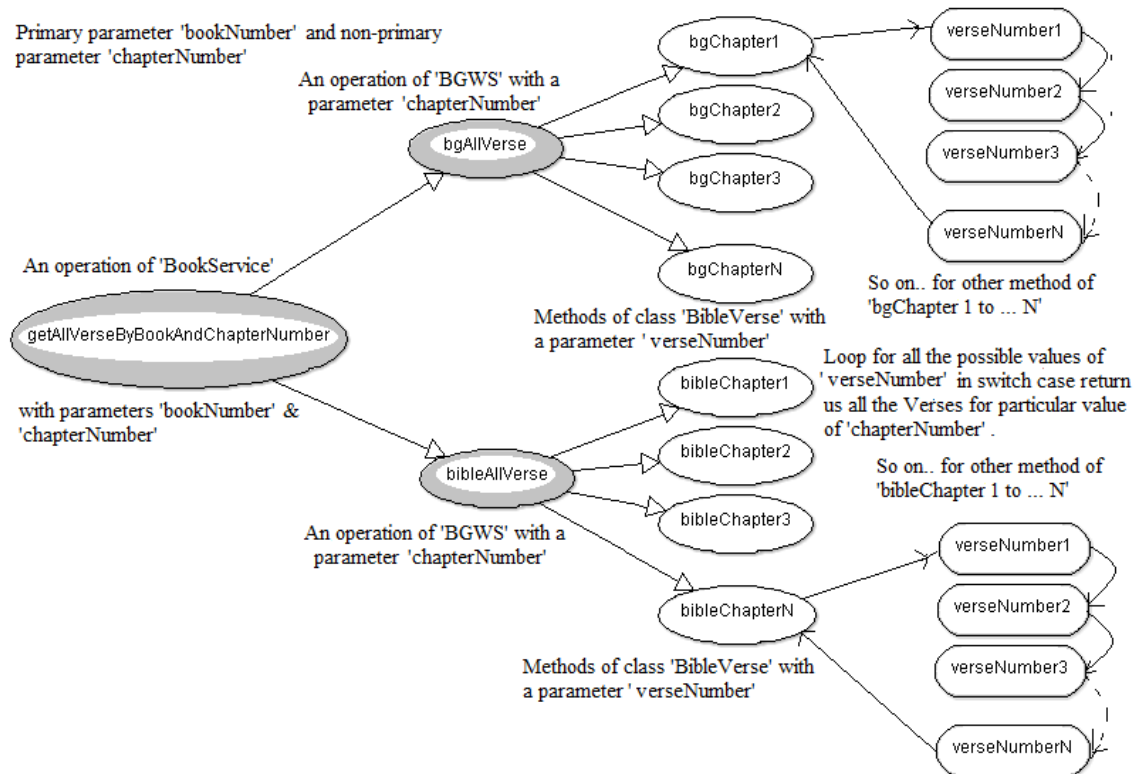 Primary parameter 'bookNumber' and non-primary
parameter 'chapterNumber'
An operation of 'BGWS' with a
parameter 'chapterNumber'
bgAllVerse
bgChapter1
bgChapter2
bgChapter3
bgChapterN
verseNumber1
verseNumber2
verseNumber3
verseNumberN
So on.. for other method of
'bgChapter 1 to ... N'
An operation of 'BookService'
getAllVerseByBookAndChapterNumber
with parameters 'bookNumber' &
'chapterNumber'
Methods of class 'BibleVerse' with
a parameter ' verseNumber'
Loop for all the possible values of
' verseNumber' in switch case return
us all the Verses for particular value
of 'chapterNumber' .
So on.. for other method of
'bibleChapter 1 to ... N'
bibleAllVerse
An operation of 'BGWS' with a
parameter 'chapterNumber'
bibleChapter1
bibleChapter2
bibleChapter3
bibleChapterN
Methods of class 'BibleVerse' with
a parameter ' verseNumber'
verseNumber1
verseNumber2
verseNumber3
verseNumberN